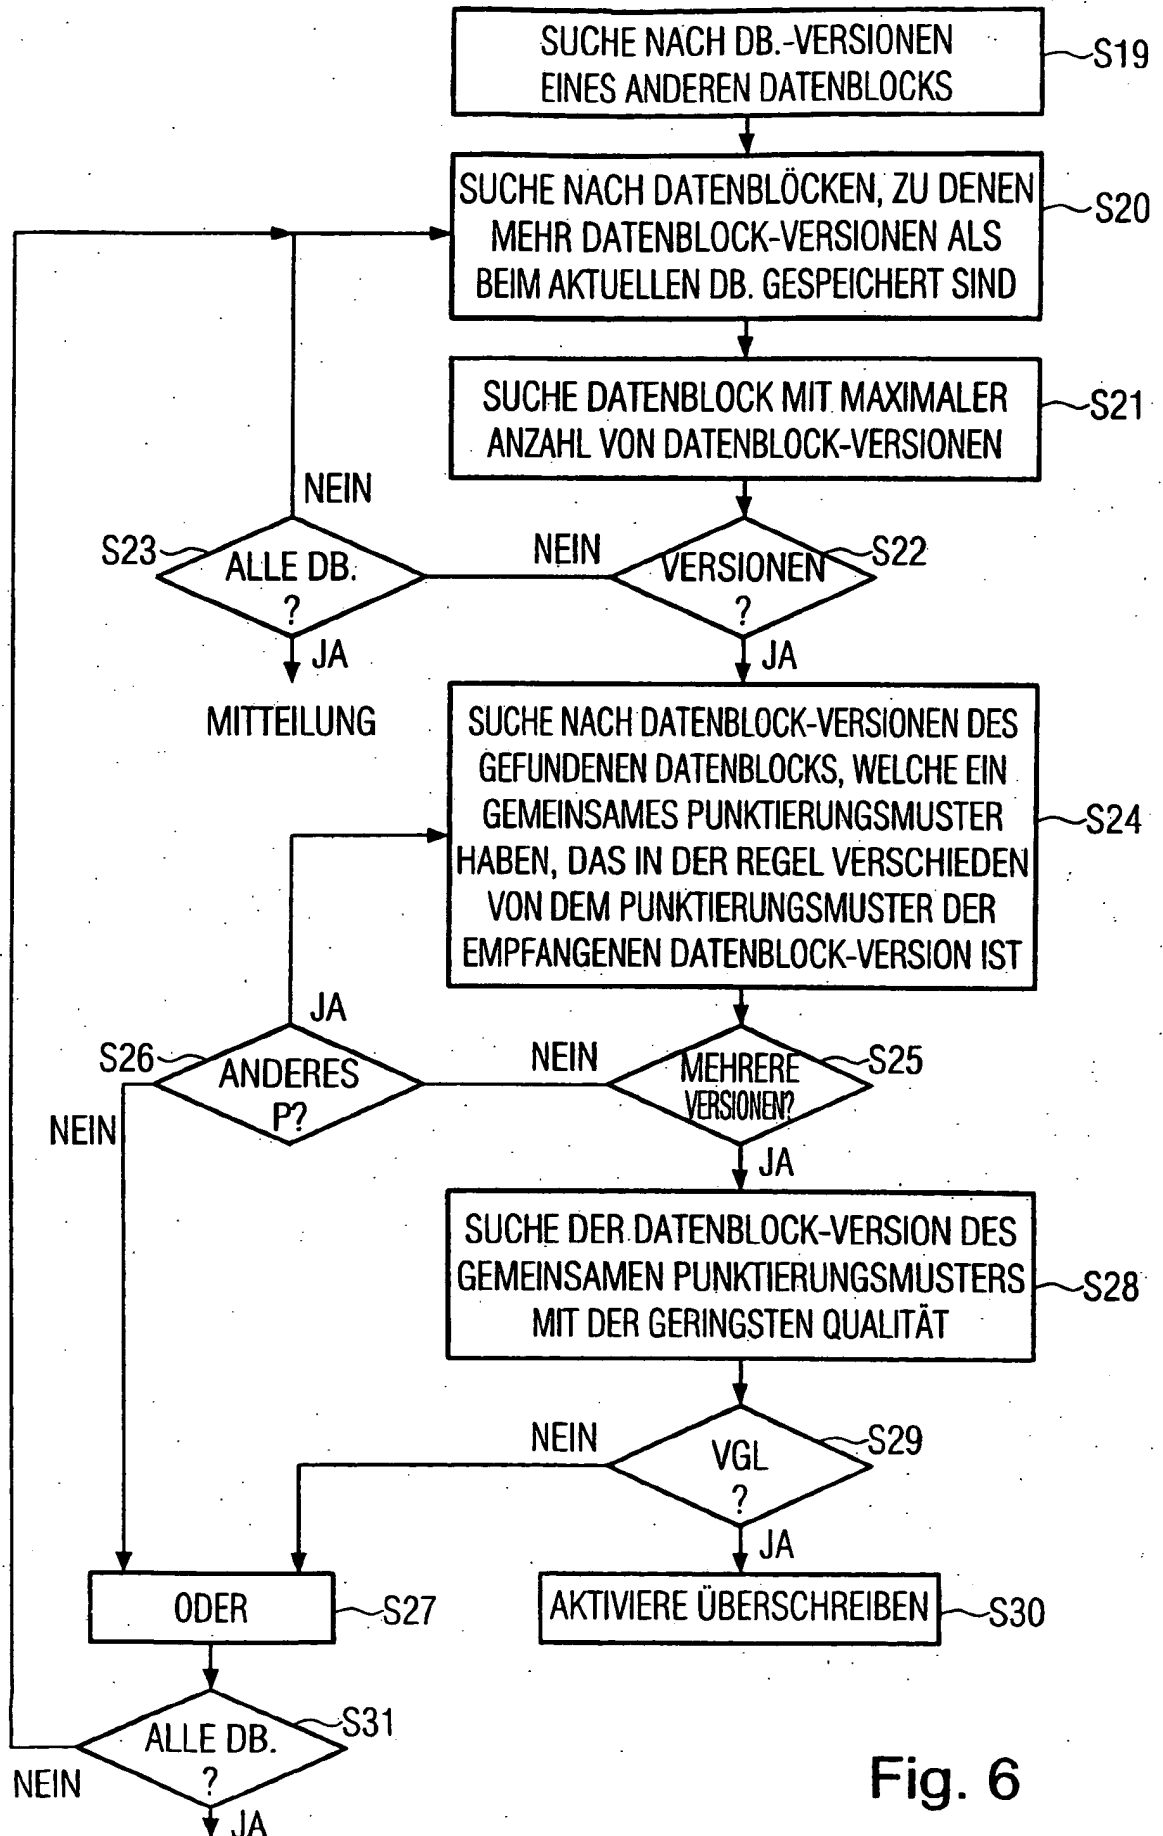 SUCHE NACH DB.-VERSIONEN
EINES ANDEREN DATENBLOCKS
S19
SUCHE NACH DATENBLÖCKEN, ZU DENEN
MEHR DATENBLOCK-VERSIONEN ALS
BEIM AKTUELLEN DB. GESPEICHERT SIND
S20
SUCHE DATENBLOCK MIT MAXIMALER
ANZAHL VON DATENBLOCK-VERSIONEN
S21
NEIN
S23
ALLE DB.
?
NEIN
VERSIONEN
?
S22
JA
MITTEILUNG
JA
SUCHE NACH DATENBLOCK-VERSIONEN DES
GEFUNDENEN DATENBLOCKS, WELCHE EIN
GEMEINSAMES PUNKTIERUNGSMUSTER
HABEN, DAS IN DER REGEL VERSCHIEDEN
VON DEM PUNKTIERUNGSMUSTER DER
EMPFANGENEN DATENBLOCK-VERSION IST
S24
JA
S26
ANDERES
P?
NEIN
NEIN
MEHRERE
VERSIONEN?
S25
JA
SUCHE DER DATENBLOCK-VERSION DES
GEMEINSAMEN PUNKTIERUNGSMUSTERS
MIT DER GERINGSTEN QUALITÄT
S28
NEIN
VGL
?
S29
JA
ODER
S27
AKTIVIERE ÜBERSCHREIBEN
S30
ALLE DB.
?
S31
NEIN
JA
Fig. 6